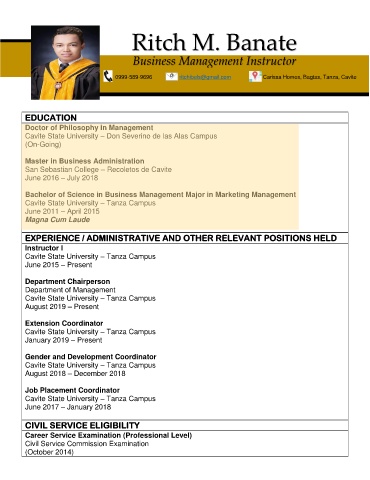 Ritch M. Banate
Business Management Instructor
0999-589-9696
Carissa Homes, Bagtas, Tanza, Cavite
EDUCATION
Doctor of Philosophy in Management
Cavite State University – Don Severino de las Alas Campus
(On-Going)
Master in Business Administration
San Sebastian College – Recoletos de Cavite
June 2016 – July 2018
Bachelor of Science in Business Management Major in Marketing Management
Cavite State University – Tanza Campus
June 2011 – April 2015
Magna Cum Laude
EXPERIENCE / ADMINISTRATIVE AND OTHER RELEVANT POSITIONS HELD
Instructor I
Cavite State University – Tanza Campus
June 2015 – Present
Department Chairperson
Department of Management
Cavite State University – Tanza Campus
August 2019 – Present
Extension Coordinator
Cavite State University – Tanza Campus
January 2019 – Present
Gender and Development Coordinator
Cavite State University – Tanza Campus
August 2018 – December 2018
Job Placement Coordinator
Cavite State University – Tanza Campus
June 2017 – January 2018
CIVIL SERVICE ELIGIBILITY
Career Service Examination (Professional Level)
Civil Service Commission Examination
(October 2014)